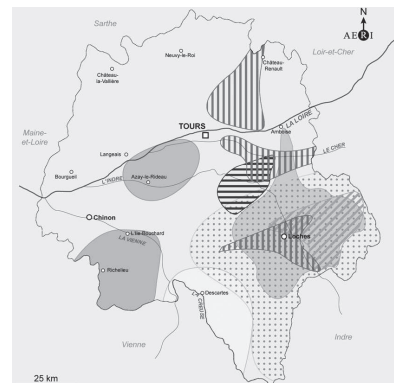 N
AERI
Sarthe
Loir-et-Cher
Neuvy-le-Roi
Château-
Renault
Château-
la-Vallière
TOURS
LA LOIRE
Amboise
Maine-
et-Loire
Langeais
LE CHER
Bourgueil
L'INDRE
Azay-le-Rideau
Chinon
L'Ile-Bouchard
LA VIENNE
Loches
Richelieu
Descartes
LA CREUSE
Vienne
Indre
25 km